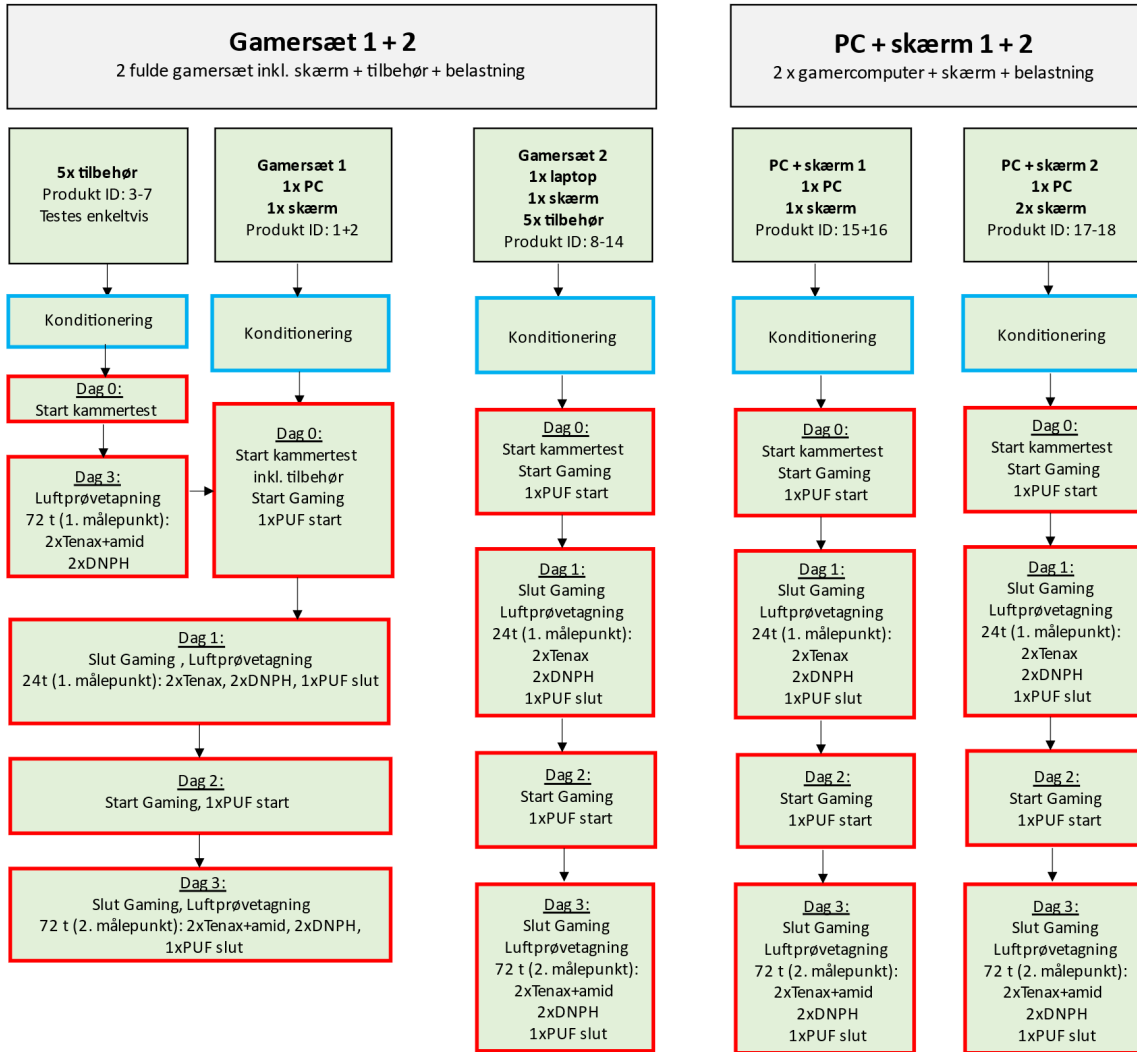 Gamersæt 1 + 2
2 fulde gamersæt inkl. skærm + tilbehør + belastning
PC + skærm 1 + 2
2 x gamercomputer + skærm + belastning
5x tilbehør
Produkt ID: 3-7
Testes enkeltvis
Gamersæt 1
1x PC
1x skærm
Produkt ID: 1+2
Gamersæt 2
1x laptop
1x skærm
5x tilbehør
Produkt ID: 8-14
PC + skærm 1
1x PC
1x skærm
Produkt ID: 15+16
PC + skærm 2
1x PC
2x skærm
Produkt ID: 17-18
Konditionering
Konditionering
Konditionering
Konditionering
Konditionering
Dag 0:
Start kammertest
Dag 3:
Luftprøvetapning
72 t (1. målepunkt):
2xTenax+amid
2xDNPH
Dag 0:
Start kammertest
inkl. tilbehør
Start Gaming
1xPUF start
Dag 1:
Slut Gaming , Luftprøvetagning
24t (1. målepunkt): 2xTenax, 2xDNPH, 1xPUF slut
Dag 2:
Start Gaming, 1xPUF start
Dag 3:
Slut Gaming, Luftprøvetagning
72 t (2. målepunkt): 2xTenax+amid, 2xDNPH,
1xPUF slut
Dag 0:
Start kammertest
Start Gaming
1xPUF start
Dag 1:
Slut Gaming
Luftprøvetagning
24t (1. målepunkt):
2xTenax
2xDNPH
1xPUF slut
Dag 2:
Start Gaming
1xPUF start
Dag 3:
Slut Gaming
Luftprøvetagning
72 t (2. målepunkt):
2xTenax+amid
2xDNPH
1xPUF slut
Dag 0:
Start kammertest
Start Gaming
1xPUF start
Dag 1:
Slut Gaming
Luftprøvetagning
24t (1. målepunkt):
2xTenax
2xDNPH
1xPUF slut
Dag 2:
Start Gaming
1xPUF start
Dag 3:
Slut Gaming
Luftprøvetagning
72 t (2. målepunkt):
2xTenax+amid
2xDNPH
1xPUF slut
Dag 0:
Start kammertest
Start Gaming
1xPUF start
Dag 1:
Slut Gaming
Luftprøvetagning
24t (1. målepunkt):
2xTenax
2xDNPH
1xPUF slut
Dag 2:
Start Gaming
1xPUF start
Dag 3:
Slut Gaming
Luftprøvetagning
72 t (2. målepunkt):
2xTenax+amid
2xDNPH
1xPUF slut